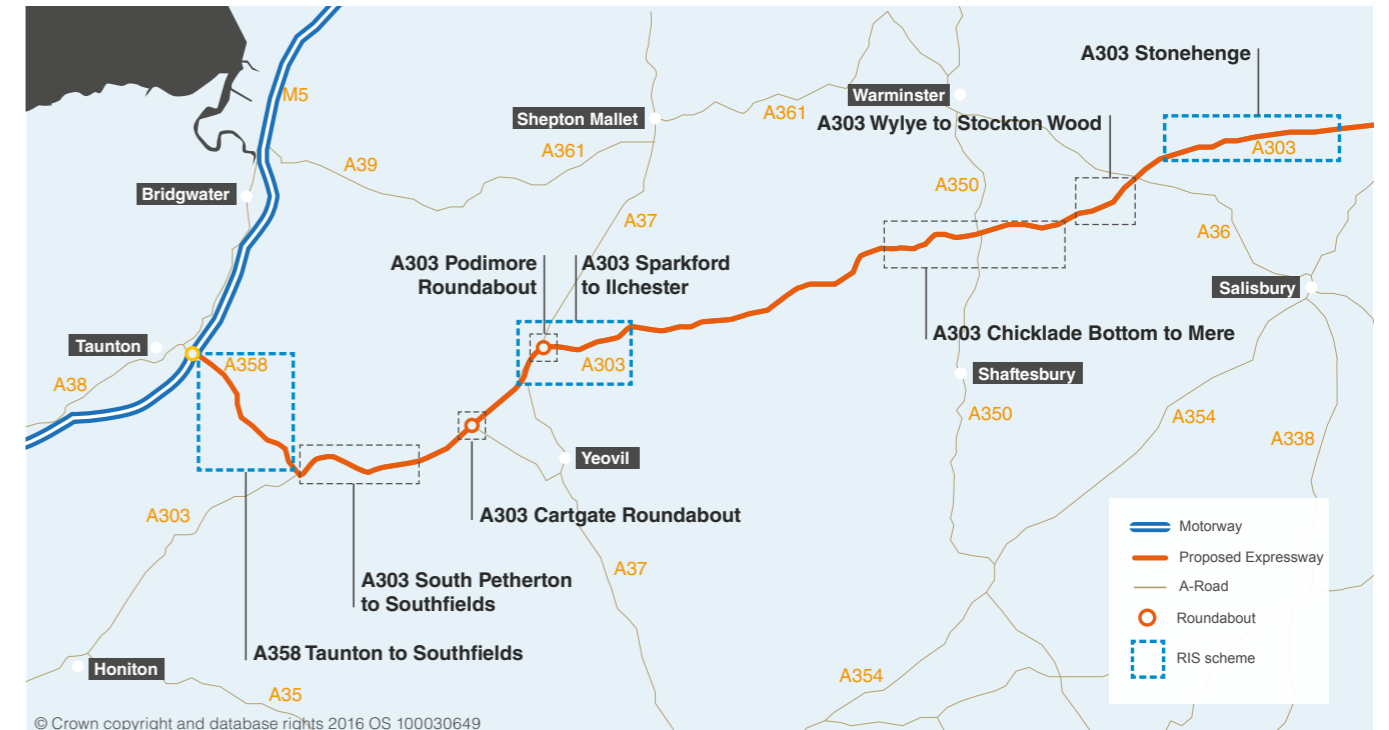 A303 Stonehenge
M5
Warminster
Shepton Mallet
A361
A303 Wylye to Stockton Wood
A361
A303
A39
Bridgwater
A350
A37
A36
A303 Podimore
Roundabout
A303 Sparkford
to Ilchester
Salisbury
A303 Chicklade Bottom to Mere
Taunton
A358
A303
Shaftesbury
A38
A350
A354
A338
Yeovil
A303
A303 Cartgate Roundabout
A37
A303 South Petherton
to Southfields
A358 Taunton to Southfields
Honiton
A35
A354
Motorway
Proposed Expressway
A-Road
Roundabout
RIS scheme
© Crown copyright and database rights 2016 OS 100030649